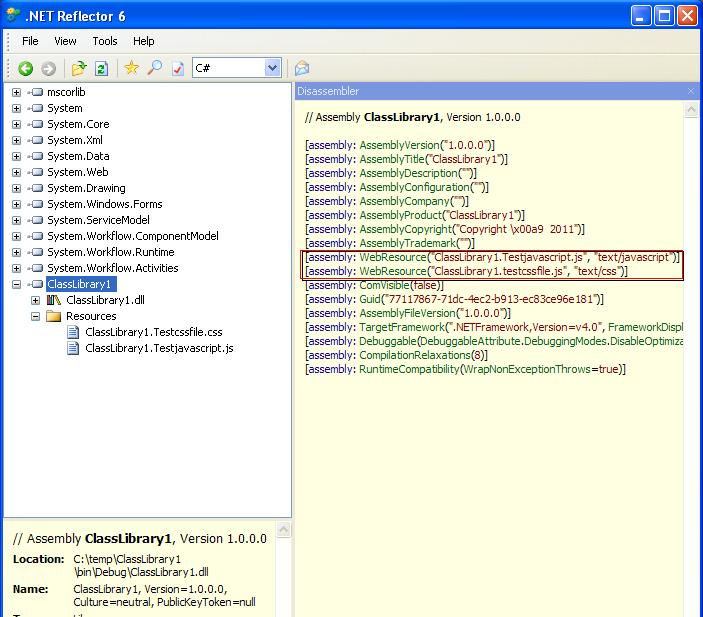 .NET Reflector 6
File View Tools Help
C#
mscorlib
System
System.Core
System.Xml
System.Data
System.Web
System.Drawing
System.Windows.Forms
System.ServiceModel
System.Workflow.ComponentModel
System.Workflow.Runtime
System.Workflow.Activities
ClassLibrary1
ClassLibrary1.dll
Resources
ClassLibrary1.Testcssfile.css
ClassLibrary1.Testjavascript.js
// Assembly ClassLibrary1, Version 1.0.0.0
Location: C:\temp\ClassLibrary1
\bin\Debug\ClassLibrary1.dll
Name: ClassLibrary1, Version=1.0.0.0,
Culture=neutral, PublicKeyToken=null
Disassembler
// Assembly ClassLibrary1, Version 1.0.0.0
[assembly: AssemblyVersion("1.0.0.0")]
[assembly: AssemblyTitle("ClassLibrary1")]
[assembly: AssemblyDescription("")]
[assembly: AssemblyConfiguration("")]
[assembly: AssemblyCompany("")]
[assembly: AssemblyProduct("ClassLibrary1")]
[assembly: AssemblyCopyright("Copyright \x00a9 2011")]
[assembly: AssemblyTrademark("")]
[assembly: WebResource("ClassLibrary1.Testjavascript.js", "text/javascript")]
[assembly: WebResource("ClassLibrary1.testcssfile.js", "text/css")]
[assembly: ComVisible(false)]
[assembly: Guid("77117867-71dc-4ec2-b913-ec83ce96e181")]
[assembly: AssemblyFileVersion("1.0.0.0")]
[assembly: TargetFramework(".NETFramework,Version=v4.0", FrameworkDispl
[assembly: Debuggable(DebuggableAttribute.DebuggingModes.DisableOptimiza
[assembly: CompilationRelaxations(8)]
[assembly: RuntimeCompatibility(WrapNonExceptionThrows=true)]